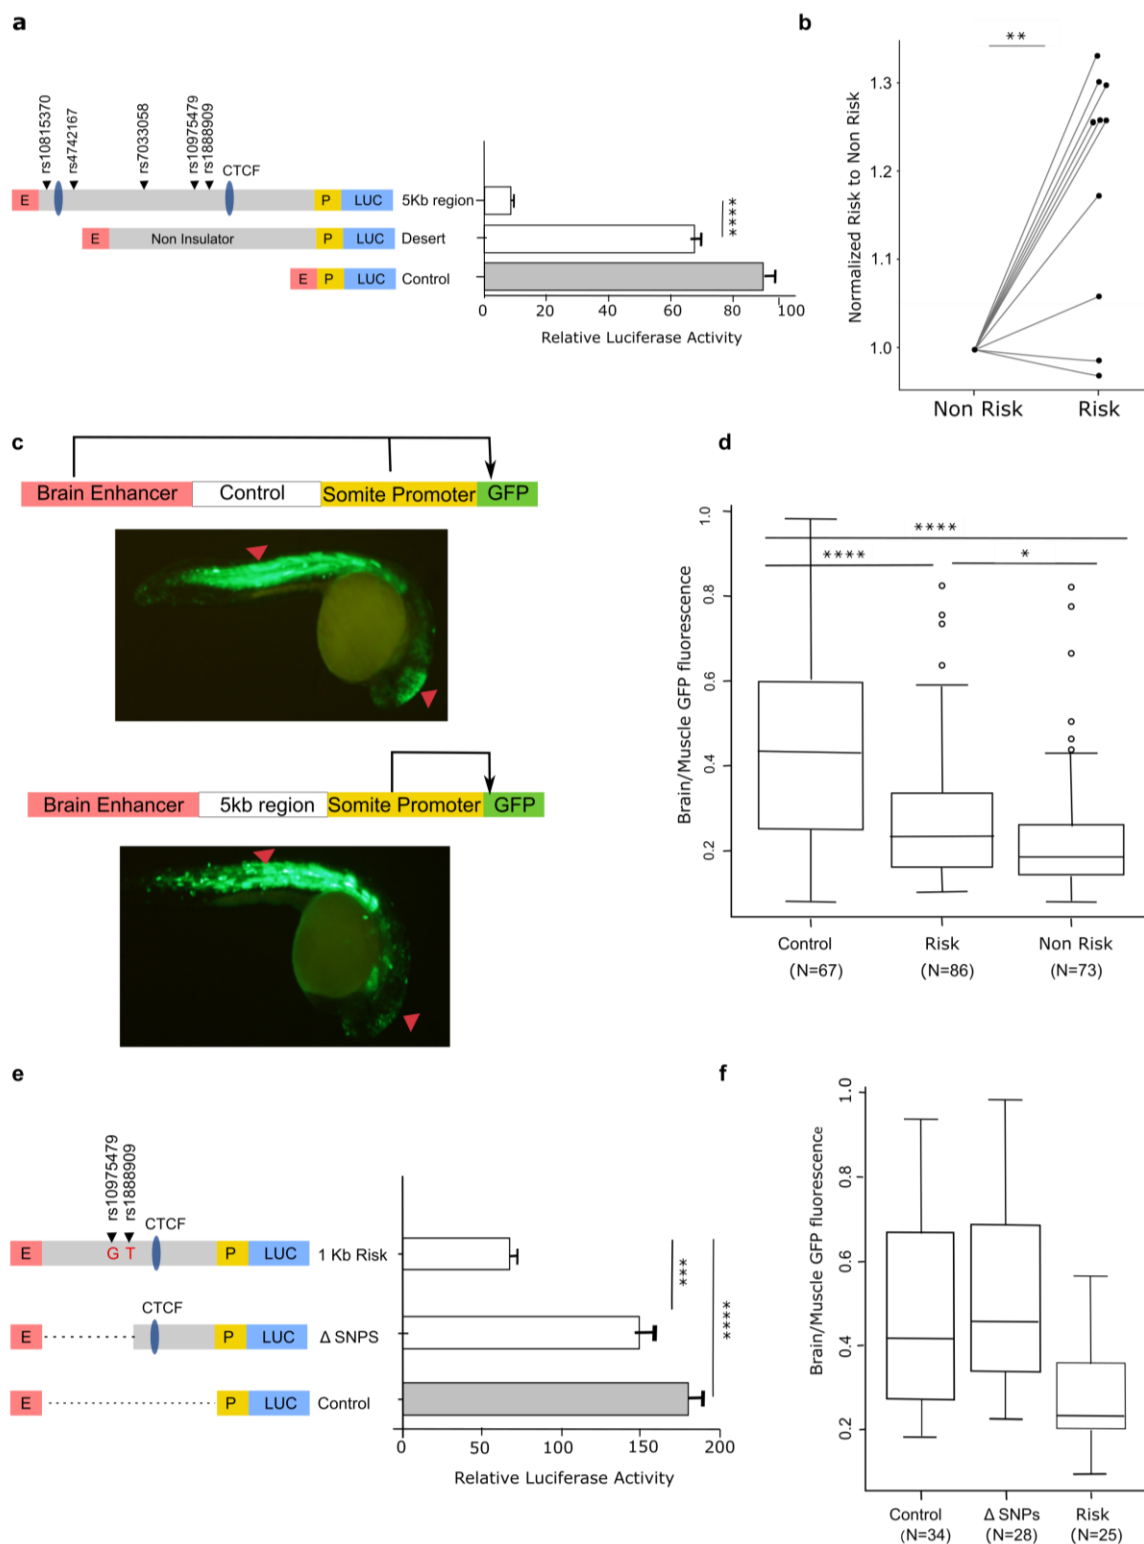 a
rs10815370
rs4742167
rs7033058
rs10975479
rs1888909
CTCF
E P LUC 5Kb region
E Non Insulator P LUC Desert
E P LUC Control
****
0 20 40 60 80 100
Relative Luciferase Activity
b
**
Normalized Risk to Non Risk
1.3
1.2
1.1
1.0
Non Risk Risk
c
Brain Enhancer Control Somite Promoter GFP
Brain Enhancer 5kb region Somite Promoter GFP
d
Brain/Muscle GFP fluorescence
1.0
0.8
0.6
0.4
0.2
****
**** *
Control Risk Non Risk
(N=67) (N=86) (N=73)
e
rs10975479
rs1888909
CTCF
E G T P LUC 1 Kb Risk
CTCF
E P LUC Δ SNPS
E P LUC Control
***
****
0 50 100 150 200
Relative Luciferase Activity
f
Brain/Muscle GFP fluorescence
1.0
0.8
0.6
0.4
0.2
Control Δ SNPs Risk
(N=34) (N=28) (N=25)